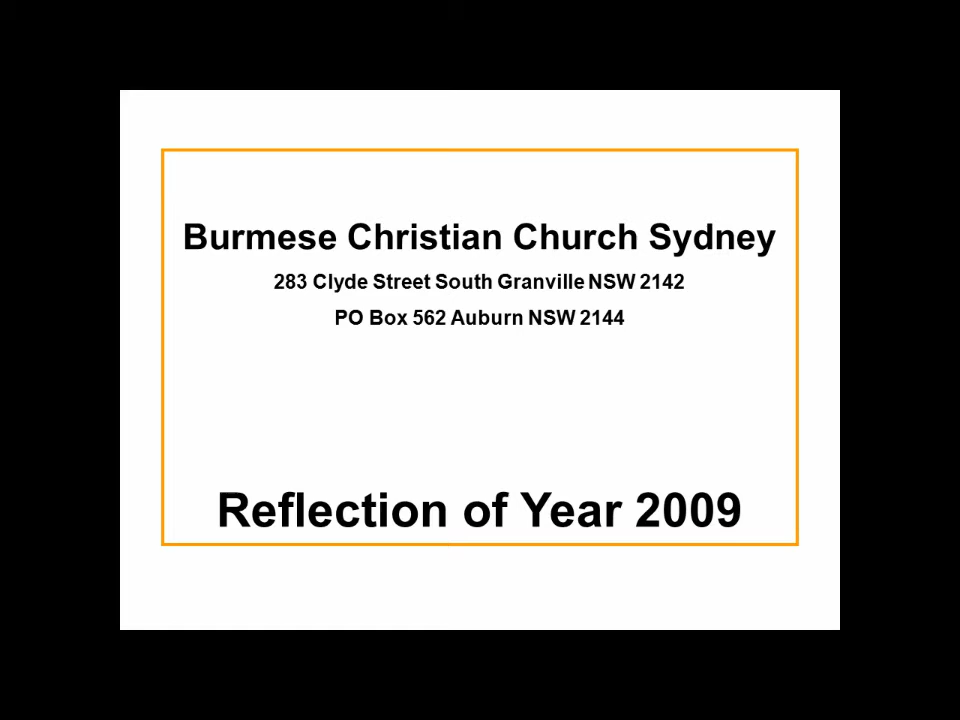 Burmese Christian Church Sydney
283 Clyde Street South Granville NSW 2142
PO Box 562 Auburn NSW 2144
Reflection of Year 2009